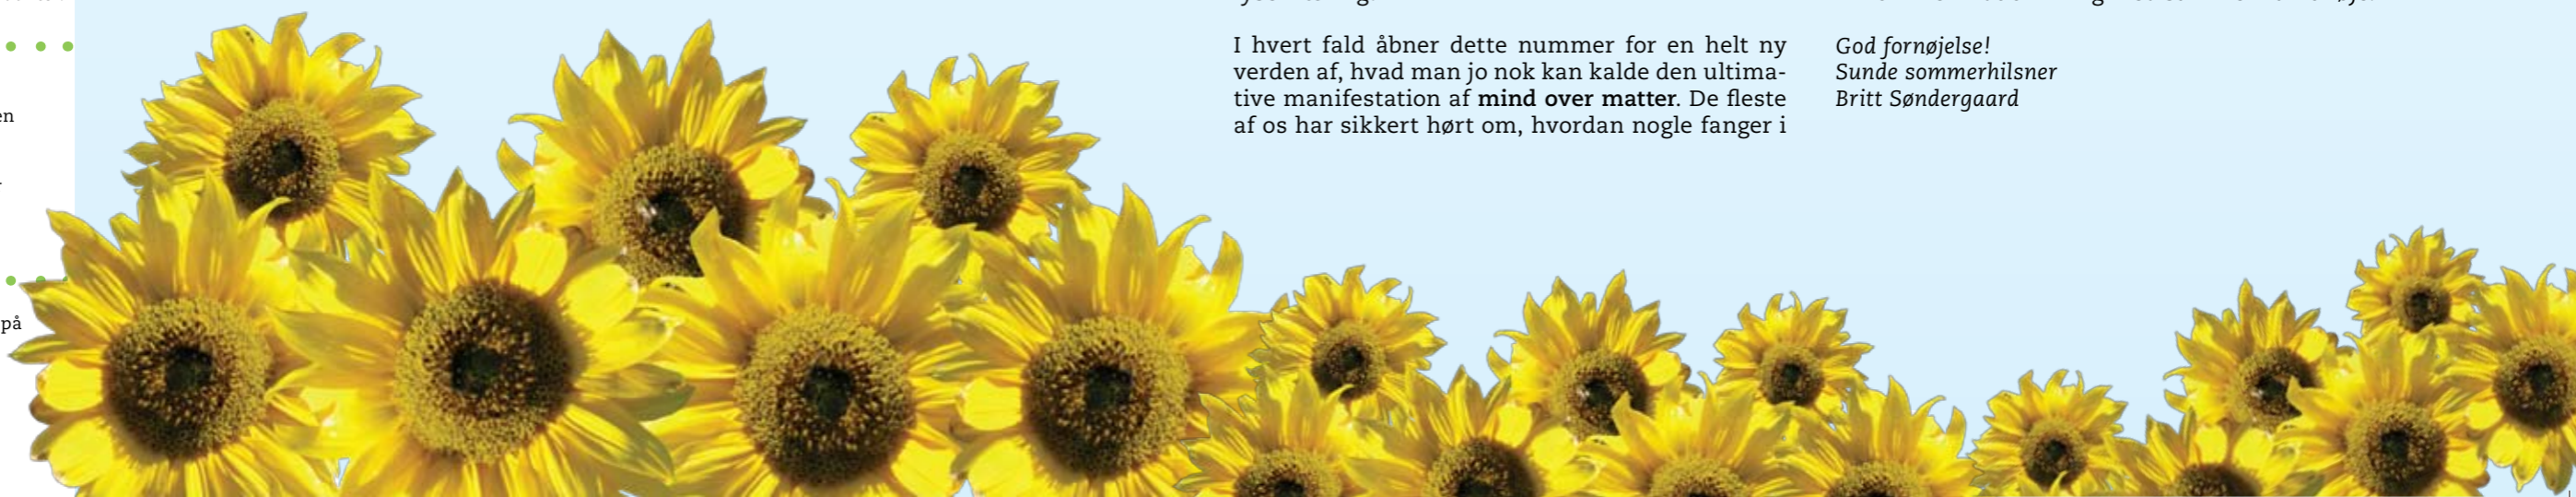 en
på
I hvert fald åbner dette nummer for en helt ny
verden af, hvad man jo nok kan kalde den ultima-
tive manifestation af mind over matter. De fleste
af os har sikkert hørt om, hvordan nogle fanger i
God fornøjelse!
Sunde sommerhilsner
Britt Søndergaard